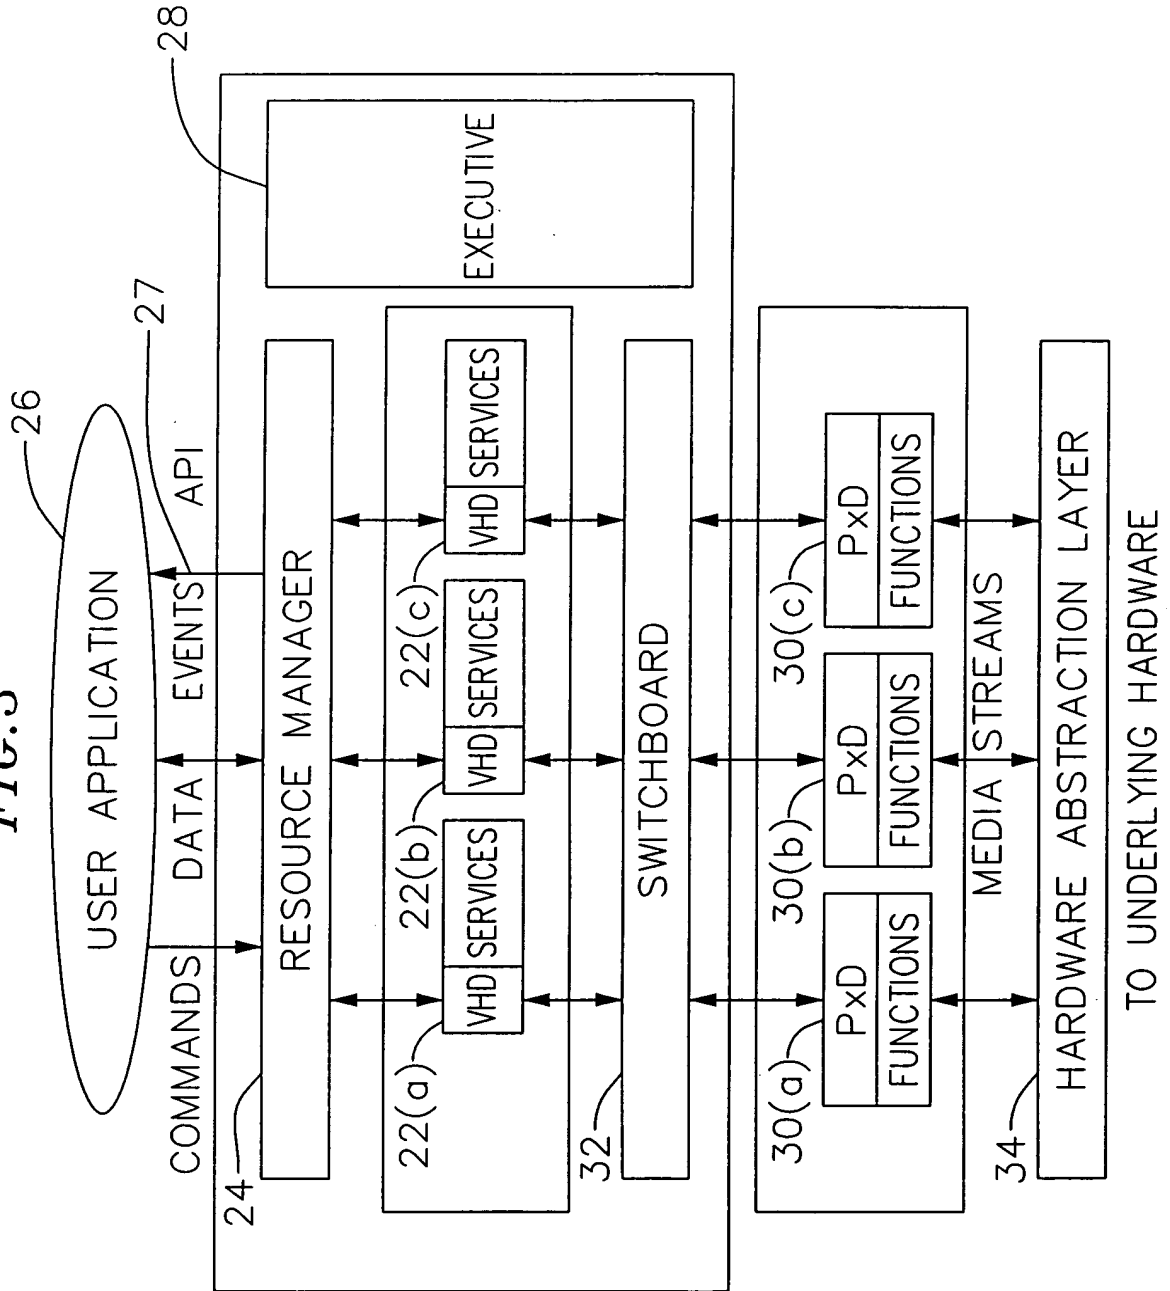 FIG.3
26
USER APPLICATION
COMMANDS
DATA
EVENTS
API
27
28
24
RESOURCE MANAGER
EXECUTIVE
22(a)
22(b)
22(c)
VHD SERVICES
VHD SERVICES
VHD SERVICES
32
SWITCHBOARD
30(a)
30(b)
30(c)
PxD
FUNCTIONS
PxD
FUNCTIONS
PxD
FUNCTIONS
MEDIA STREAMS
34
HARDWARE ABSTRACTION LAYER
TO UNDERLYING HARDWARE